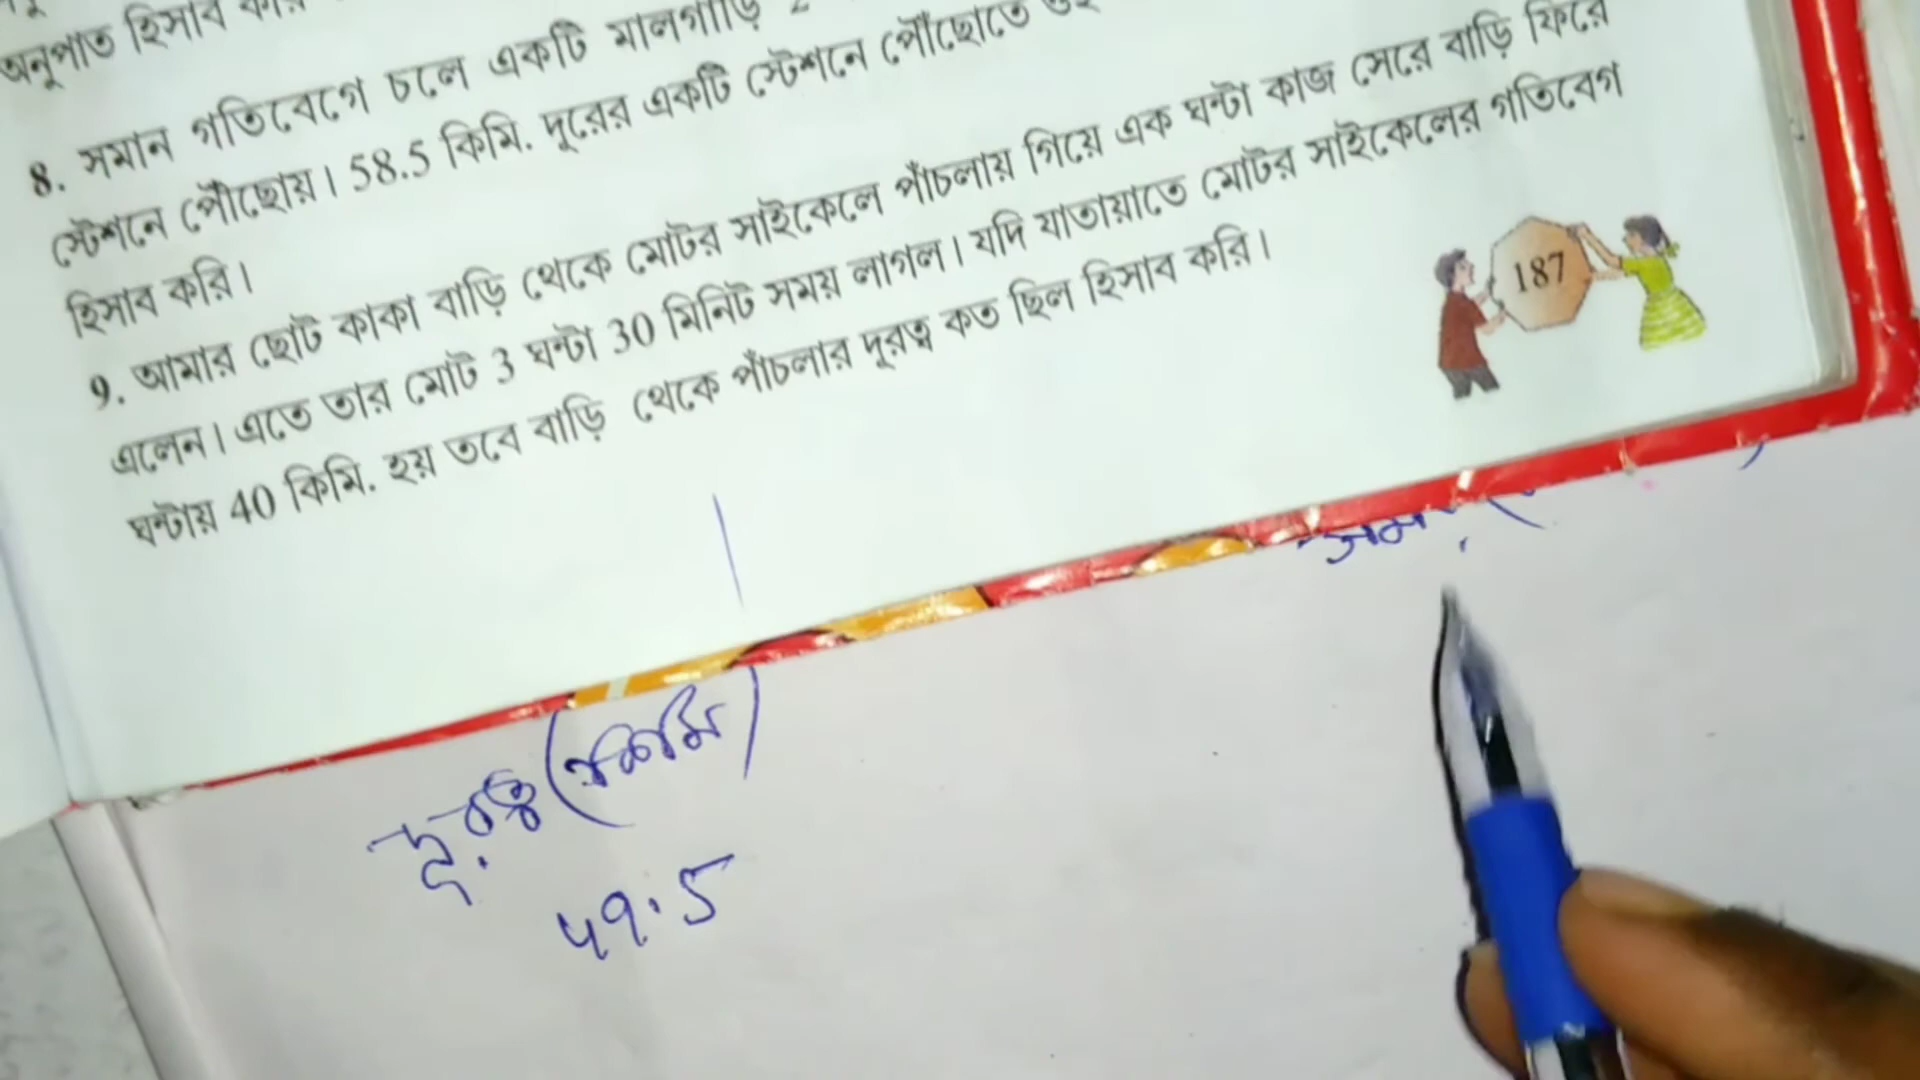 অনুপাত হিসাব করি
8. সমান গতিবেগে চলে একটি মালগাড়ি 2
স্টেশনে পৌঁছোয়। 58.5 কিমি. দূরের একটি স্টেশনে পৌঁছোতে
হিসাব করি।
9. আমার ছোট কাকা বাড়ি থেকে মোটর সাইকেলে পাঁচলায় গিয়ে এক ঘন্টা কাজ সেরে বাড়ি ফিরে
এলেন। এতে তার মোট 3 ঘন্টা 30 মিনিট সময় লাগল। যদি যাতায়াতে মোটর সাইকেলের গতিবেগ
ঘন্টায় 40 কিমি. হয় তবে বাড়ি থেকে পাঁচলার দূরত্ব কত ছিল হিসাব করি।
187
দূরত্ব (কিমি)
49.5